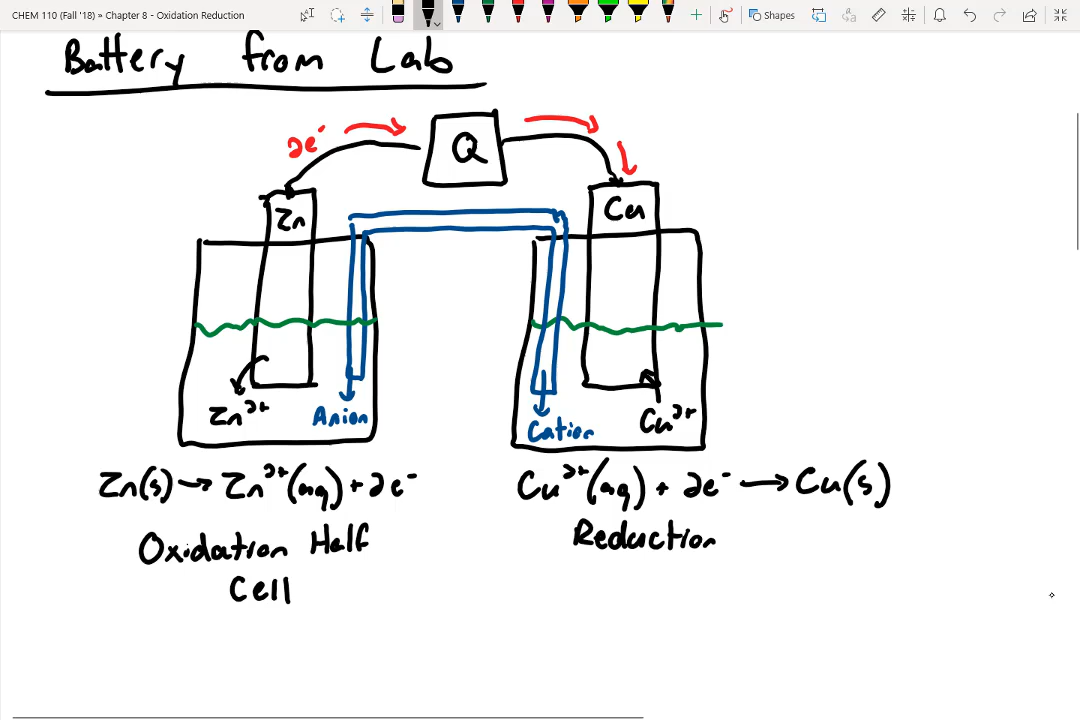 CHEM 110 (Fall '18) » Chapter 8 - Oxidation Reduction
Shapes
Battery from Lab
2e⁻
Q
Zn
Cu
Zn²⁺
Anion
Cation
Cu²⁺
Zn(s) → Zn²⁺(aq) + 2e⁻
Cu²⁺(aq) + 2e⁻ → Cu(s)
Oxidation Half
Cell
Reduction